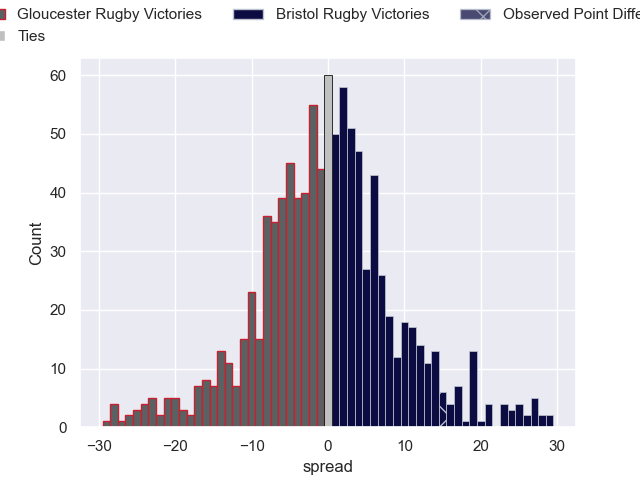 Gloucester Rugby Victories Bristol Rugby Victories Observed Point Diffe
Ties
60
50
40
30
20
10
0
Count
−30 −20 −10 0 10 20 30
spread